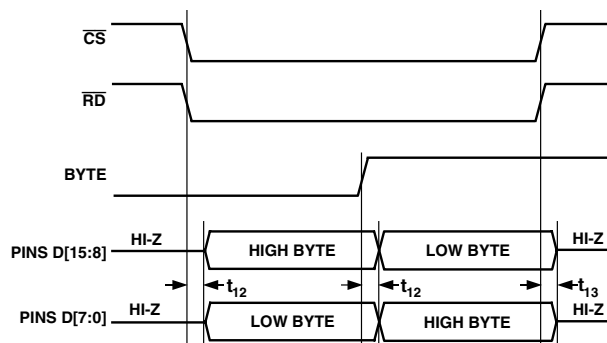 CS
RD
BYTE
PINS D[15:8] HI-Z HIGH BYTE LOW BYTE HI-Z
t12 t12 t13
PINS D[7:0] HI-Z LOW BYTE HIGH BYTE HI-Z